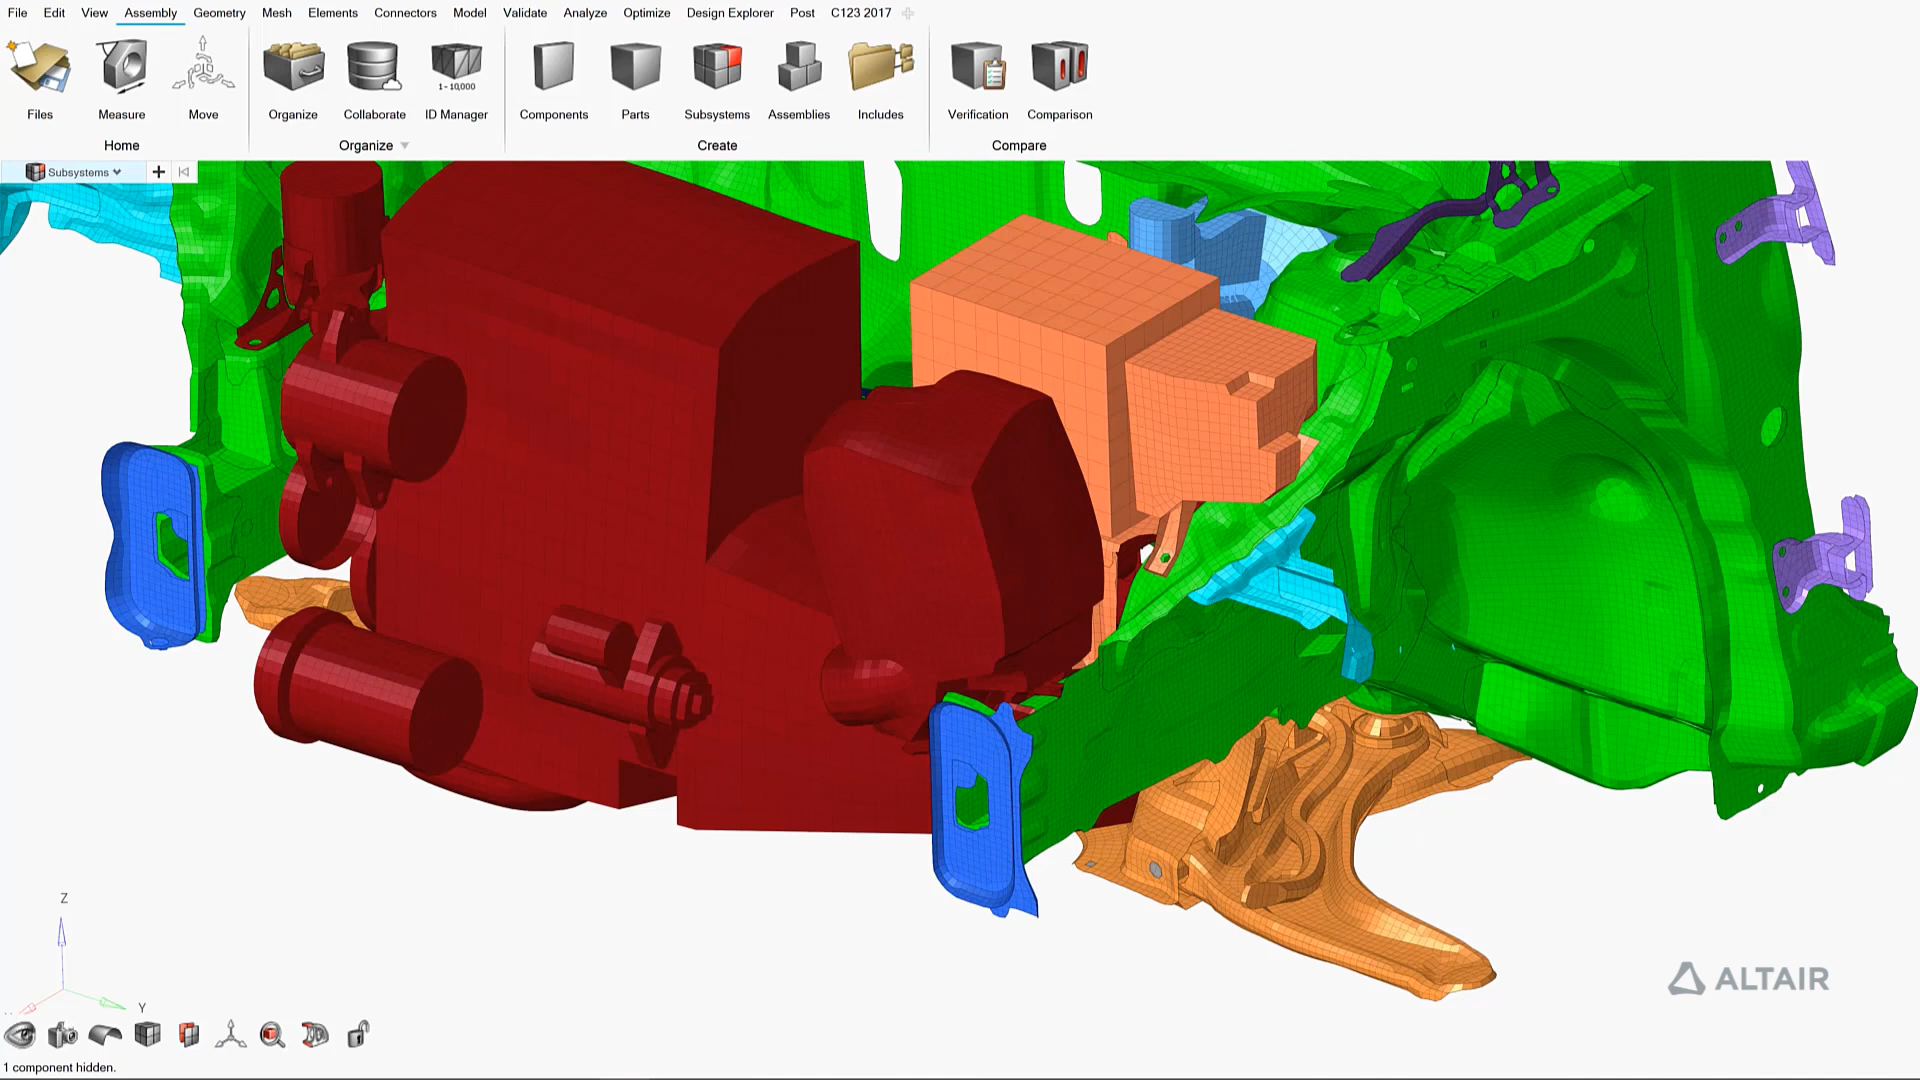 File Edit View Assembly Geometry Mesh Elements Connectors Model Validate Analyze Optimize Design Explorer Post C123 2017
1-10,000
Files Measure Move Organize Collaborate ID Manager Components Parts Subsystems Assemblies Includes Verification Comparison
Home Organize Create Compare
Subsystems
Z
ALTAIR
Y
1 component hidden.